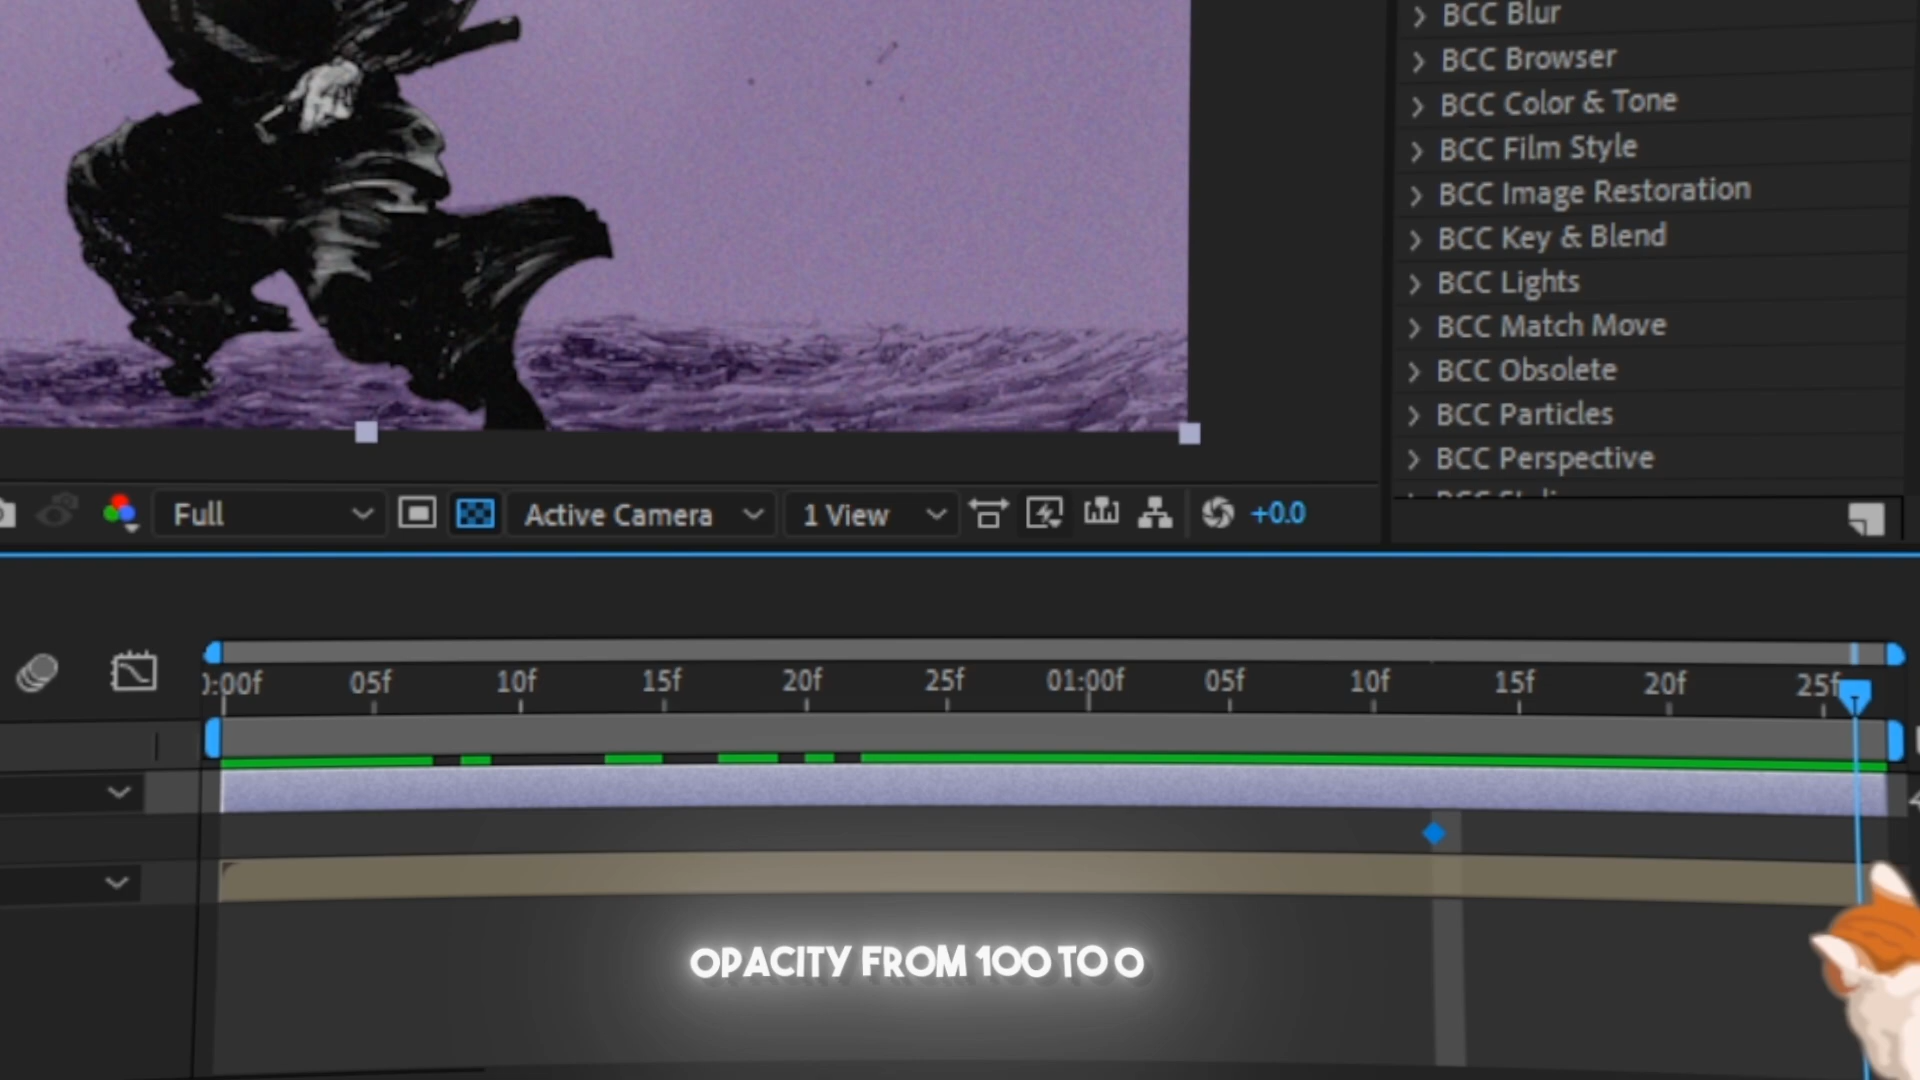 BCC Blur
BCC Browser
BCC Color & Tone
BCC Film Style
BCC Image Restoration
BCC Key & Blend
BCC Lights
BCC Match Move
BCC Obsolete
BCC Particles
BCC Perspective
Full
Active Camera
1 View
+0.0
0:00f 05f 10f 15f 20f 25f 01:00f 05f 10f 15f 20f 25f
OPACITY FROM 100 TO 0